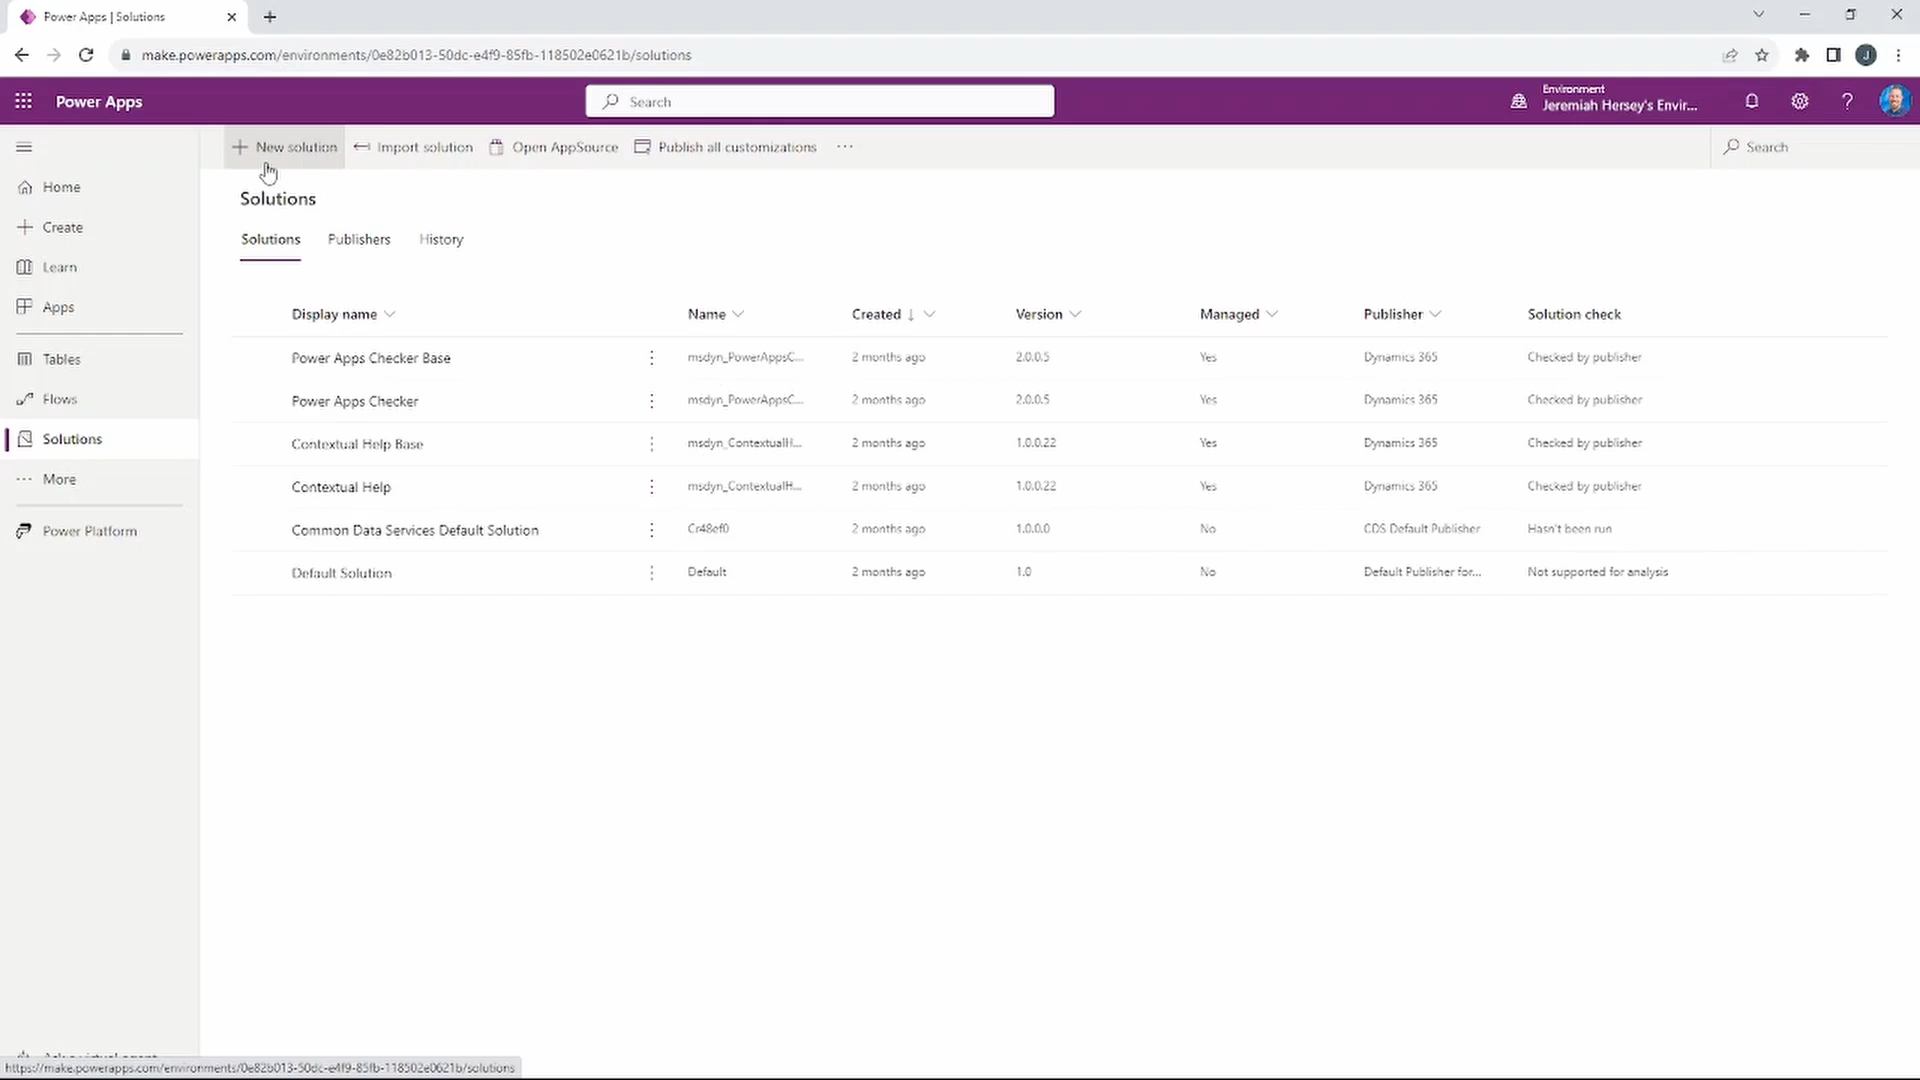 Power Apps | Solutions
make.powerapps.com/environments/0e82b013-50dc-e4f9-85fb-118502e0621b/solutions
J
Power Apps
Search
Environment
Jeremiah Hersey's Envir...
New solution
Import solution
Open AppSource
Publish all customizations
Search
Home
Create
Learn
Apps
Tables
Flows
Solutions
More
Power Platform
Solutions
Solutions Publishers History
Display name Name Created Version Managed Publisher Solution check
Power Apps Checker Base msdyn_PowerAppsC... 2 months ago 2.0.0.5 Yes Dynamics 365 Checked by publisher
Power Apps Checker msdyn_PowerAppsC... 2 months ago 2.0.0.5 Yes Dynamics 365 Checked by publisher
Contextual Help Base msdyn_ContextualH... 2 months ago 1.0.0.22 Yes Dynamics 365 Checked by publisher
Contextual Help msdyn_ContextualH... 2 months ago 1.0.0.22 Yes Dynamics 365 Checked by publisher
Common Data Services Default Solution Cr48ef0 2 months ago 1.0.0.0 No CDS Default Publisher Hasn't been run
Default Solution Default 2 months ago 1.0 No Default Publisher for... Not supported for analysis
https://make.powerapps.com/environments/0e82b013-50dc-e4f9-85fb-118502e0621b/solutions